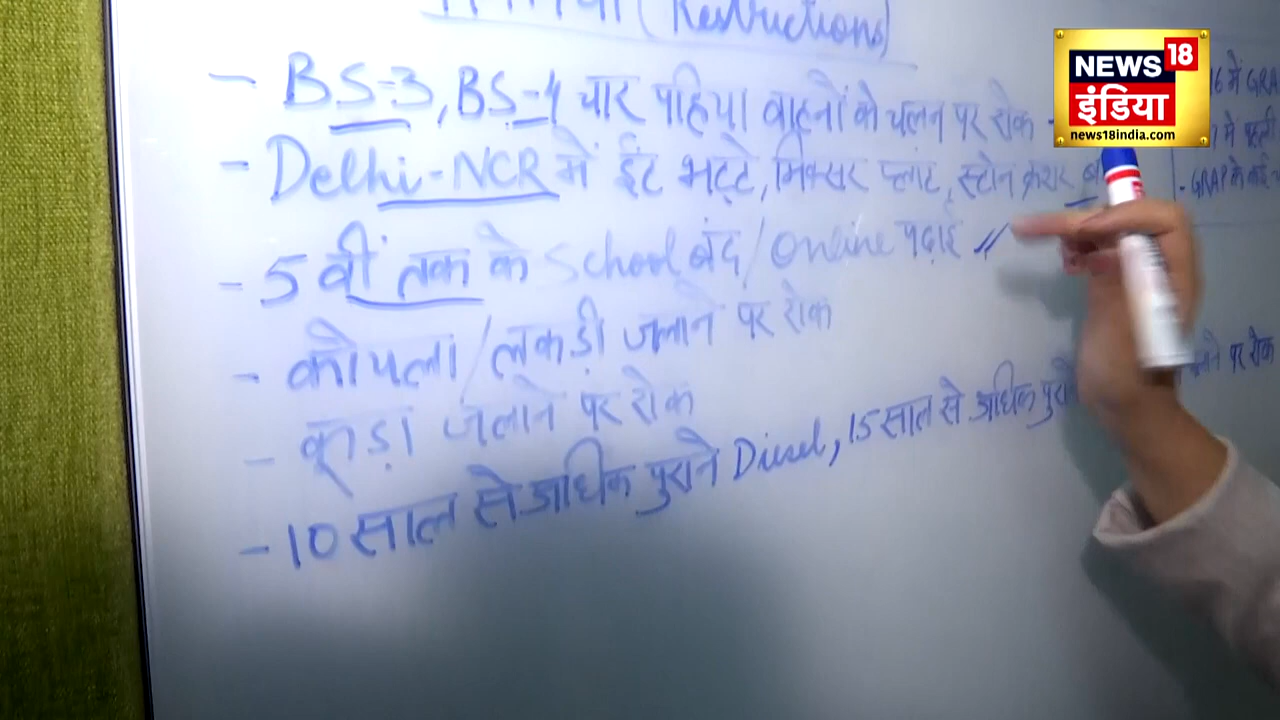 (Restrictions)
- BS-3, BS-4 चार पहिया वाहनों के चलन पर रोक
- Delhi-NCR में ईंट भट्टे, मिक्सर प्लांट, स्टोन क्रशर
- 5 वीं तक के School बंद/Online पढ़ाई
- कोयला/लकड़ी जलाने पर रोक
- कूड़ा जलाने पर रोक
- 10 साल से अधिक पुराने Diesel, 15 साल से अधिक पुराने पर रोक
में GRA
- GRAP के
NEWS 18
इंडिया
news18india.com